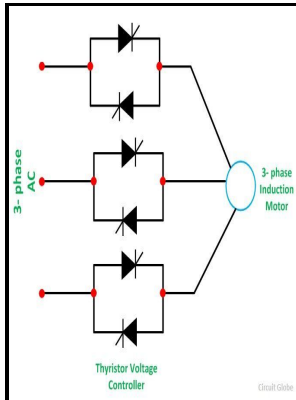 3- phase
AC
3- phase
Induction
Motor
Thyristor Voltage
Controller
Circuit Globe